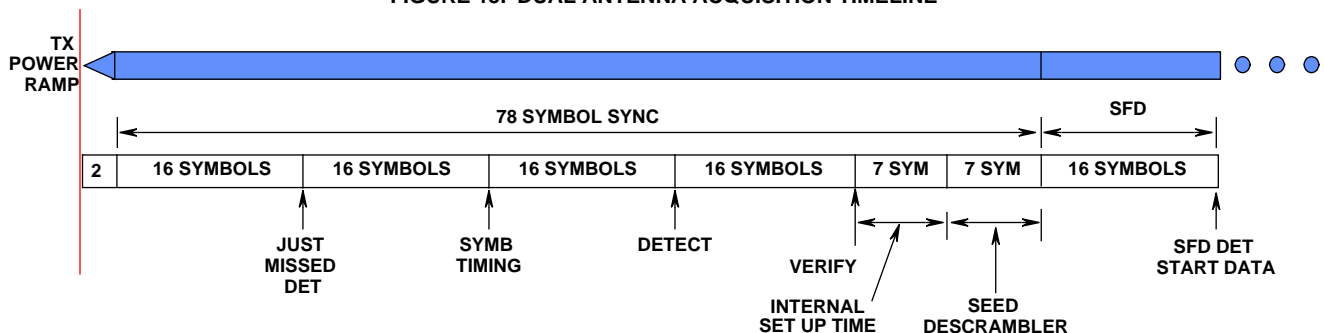 FIGURE 13. DUAL ANTENNA ACQUISITION TIMELINE
TX
POWER
RAMP
78 SYMBOL SYNC
SFD
2
16 SYMBOLS
16 SYMBOLS
16 SYMBOLS
16 SYMBOLS
7 SYM
7 SYM
16 SYMBOLS
JUST
MISSED
DET
SYMB
TIMING
DETECT
VERIFY
INTERNAL
SET UP TIME
SEED
DESCRAMBLER
SFD DET
START DATA